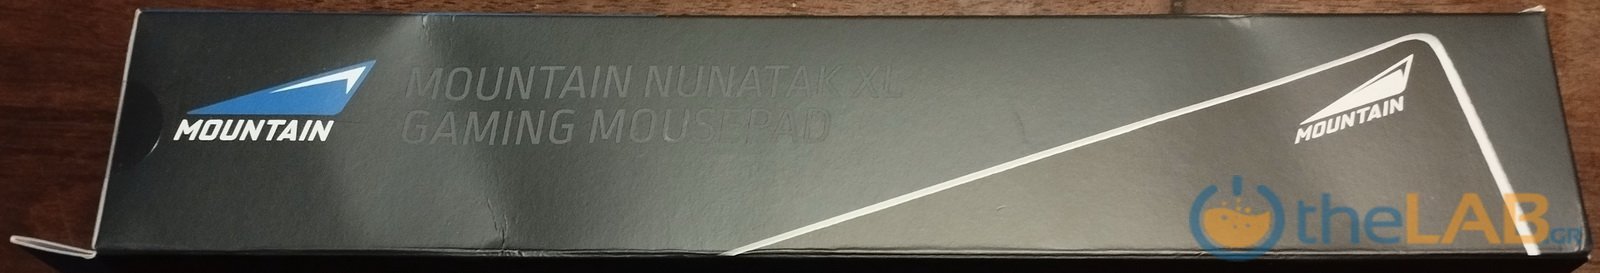 MOUNTAIN
MOUNTAIN NUNATAK XL
GAMING MOUSEPAD
MOUNTAIN
theLAB.GR